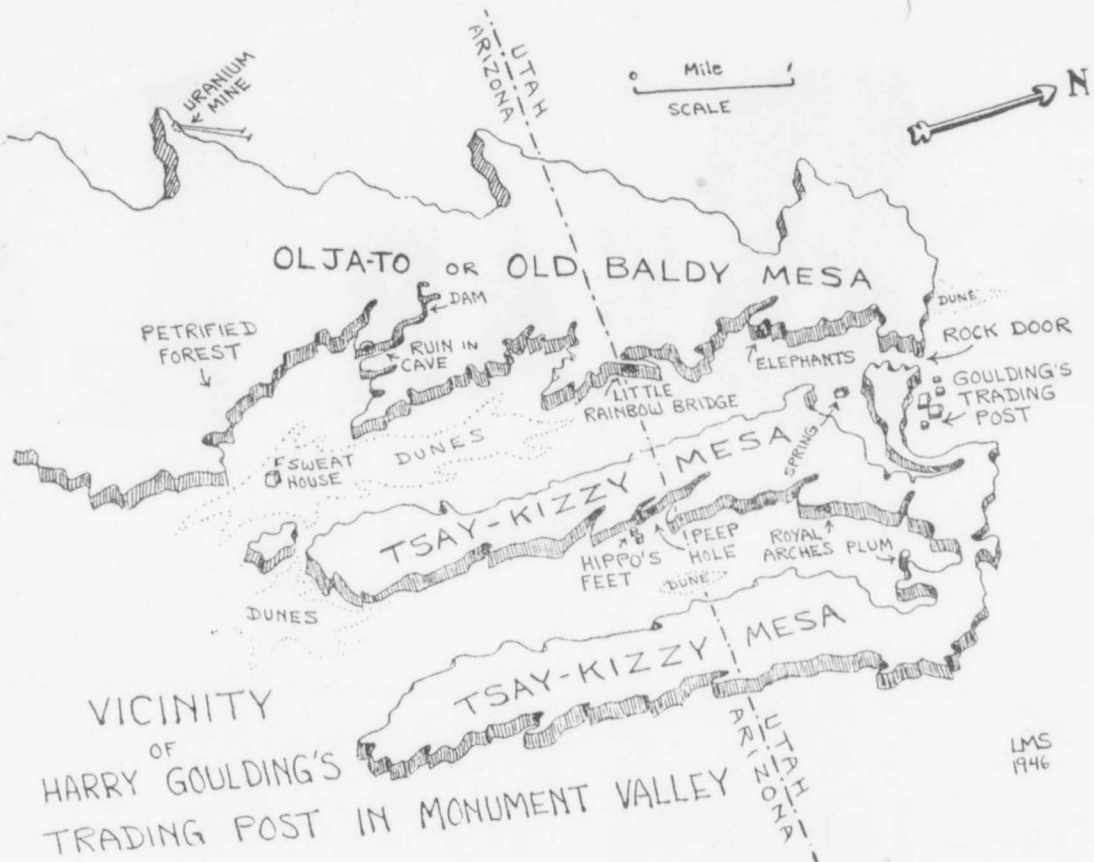 URANIUM
MINE
ARIZONA
UTAH
0 Mile 1
SCALE
N
OLJA-TO OR OLD BALDY MESA
DAM
DUNE
PETRIFIED
FOREST
RUIN IN
CAVE
ELEPHANTS
ROCK DOOR
LITTLE
RAINBOW BRIDGE
GOULDING'S
TRADING
POST
SPRING
DUNES
SWEAT
HOUSE
TSAY-KIZZY MESA
HIPPO'S
FEET
PEEP
HOLE
ROYAL
ARCHES
PLUM
DUNE
DUNES
TSAY-KIZZY MESA
VICINITY
OF
HARRY GOULDING'S
TRADING POST IN MONUMENT VALLEY
ARIZONA
UTAH
LMS
1946